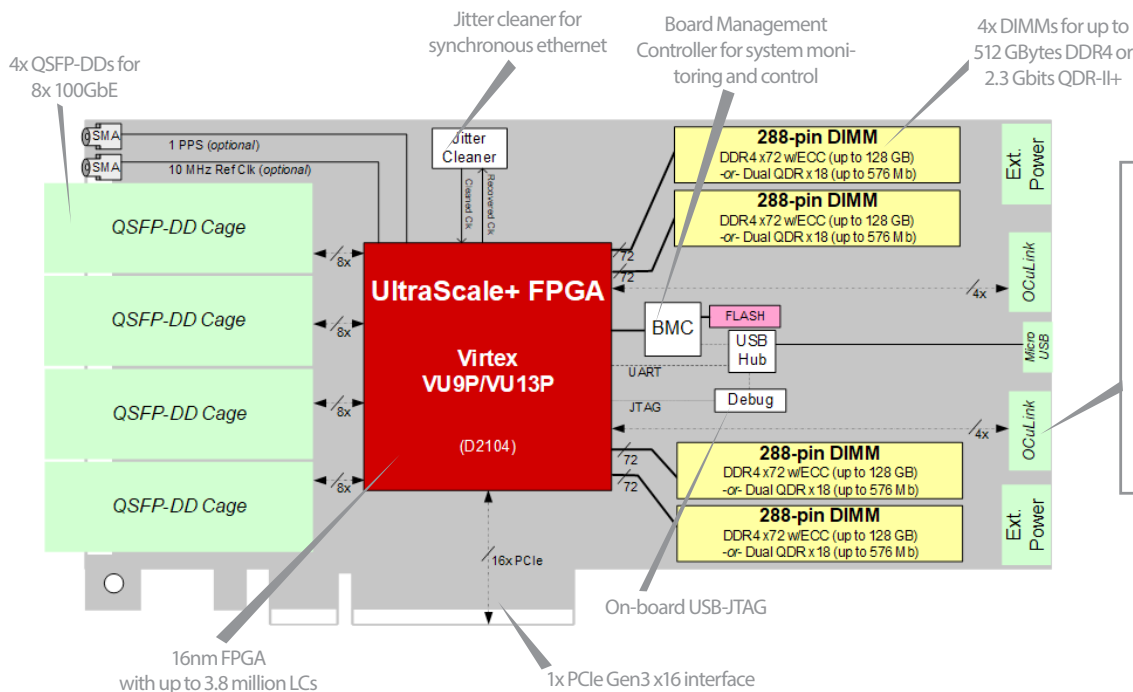 Jitter cleaner for
synchronous ethernet
Board Management
Controller for system moni-
toring and control
4x DIMMs for up to
512 GBytes DDR4 or
2.3 Gbits QDR-II+
4x QSFP-DDs for
8x 100GbE
SMA
1 PPS (optional)
SMA
10 MHz Ref Clk (optional)
Jitter
Cleaner
Cleaned Clk
Recovered Clk
288-pin DIMM
DDR4 x72 w/ECC (up to 128 GB)
-or- Dual QDR x18 (up to 576 Mb)
288-pin DIMM
DDR4 x72 w/ECC (up to 128 GB)
-or- Dual QDR x18 (up to 576 Mb)
Ext.
Power
QSFP-DD Cage
8x
QSFP-DD Cage
8x
QSFP-DD Cage
8x
QSFP-DD Cage
8x
UltraScale+ FPGA
Virtex
VU9P/VU13P
(D2104)
72
72
4x
OCuLink
BMC
FLASH
USB
Hub
Micro
USB
UART
Debug
JTAG
4x
OCuLink
72
72
288-pin DIMM
DDR4 x72 w/ECC (up to 128 GB)
-or- Dual QDR x18 (up to 576 Mb)
288-pin DIMM
DDR4 x72 w/ECC (up to 128 GB)
-or- Dual QDR x18 (up to 576 Mb)
Ext.
Power
16x PCIe
On-board USB-JTAG
16nm FPGA
with up to 3.8 million LCs
1x PCIe Gen3 x16 interface